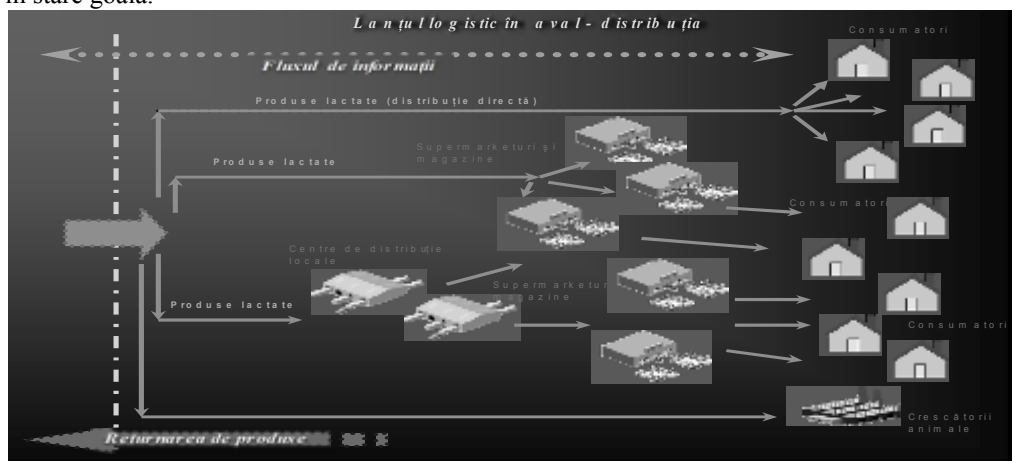 în stare goală.
Lanțul logistic în aval - distribuția
Consumatori
Fluxul de informații
Produse lactate (distribuție directă)
Supermarketuri și
magazine
Produse lactate
Consumatori
Centre de distribuție
locale
Supermarketur
magazine
Produse lactate
Consumatori
Crescătorii
animale
Returnarea de produse